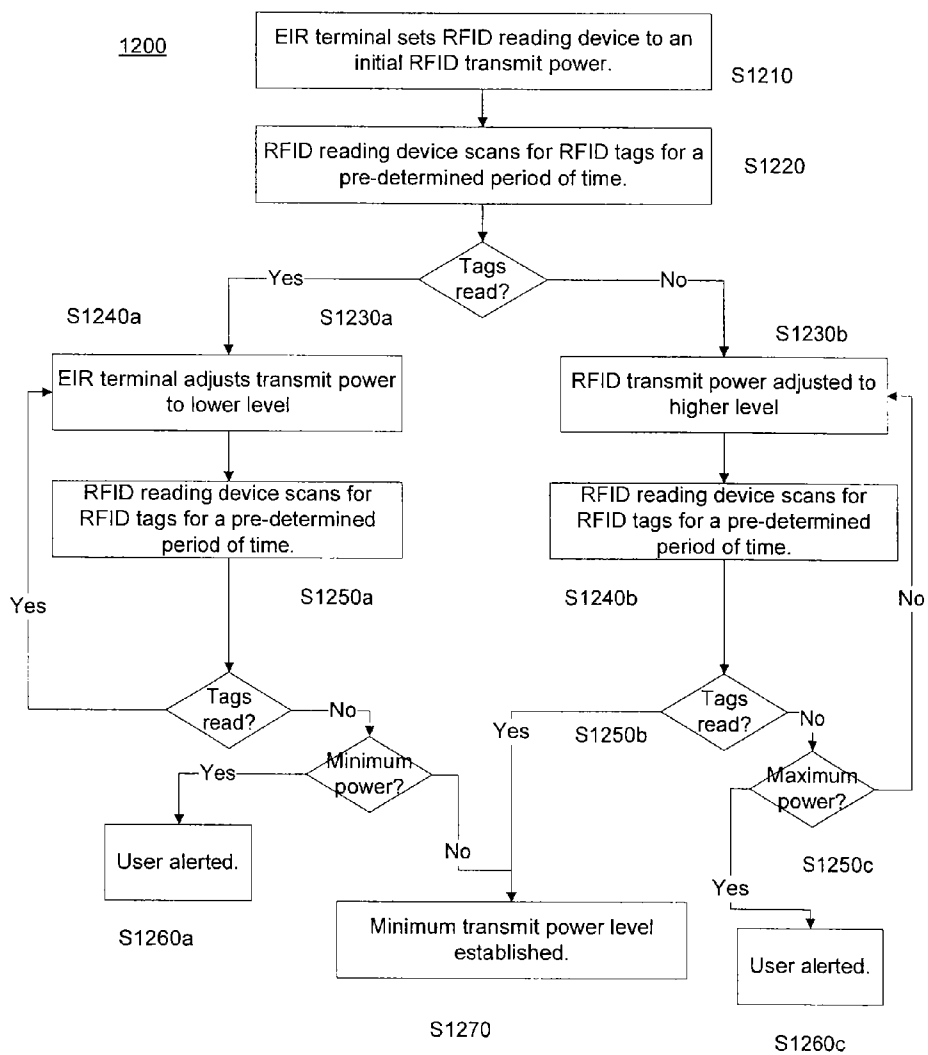 1200
EIR terminal sets RFID reading device to an
initial RFID transmit power.
S1210
RFID reading device scans for RFID tags for a
pre-determined period of time.
S1220
Tags
read?
Yes
No
S1240a
S1230a
S1230b
EIR terminal adjusts transmit power
to lower level
RFID transmit power adjusted to
higher level
RFID reading device scans for
RFID tags for a pre-determined
period of time.
RFID reading device scans for
RFID tags for a pre-determined
period of time.
Yes
S1250a
S1240b
No
Tags
read?
No
Yes
S1250b
Tags
read?
No
Yes
Minimum
power?
Maximum
power?
User alerted.
No
S1250c
Yes
S1260a
Minimum transmit power level
established.
User alerted.
S1270
S1260c